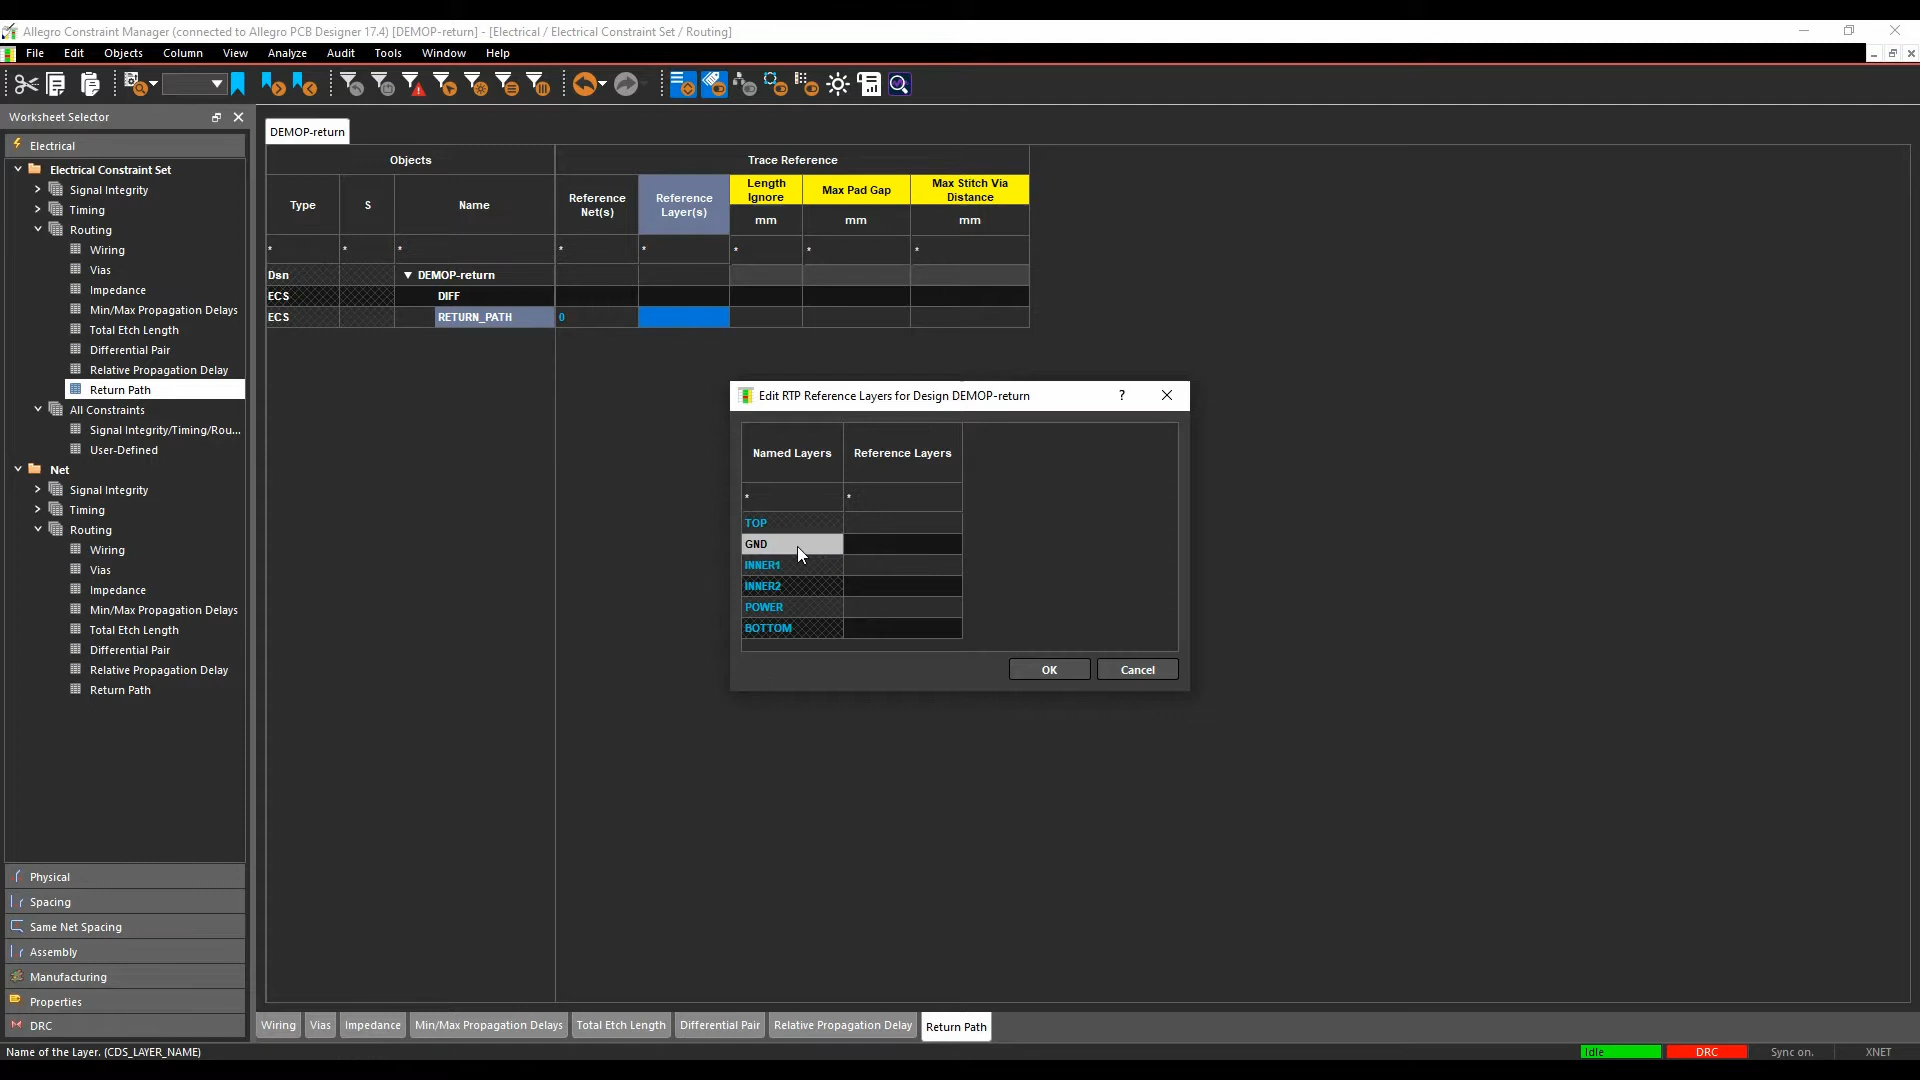 Allegro Constraint Manager (connected to Allegro PCB Designer 17.4) [DEMOP-return] - [Electrical / Electrical Constraint Set / Routing]
File Edit Objects Column View Analyze Audit Tools Window Help
Worksheet Selector
Electrical
Electrical Constraint Set
Signal Integrity
Timing
Routing
Wiring
Vias
Impedance
Min/Max Propagation Delays
Total Etch Length
Differential Pair
Relative Propagation Delay
Return Path
All Constraints
Signal Integrity/Timing/Rou...
User-Defined
Net
Signal Integrity
Timing
Routing
Wiring
Vias
Impedance
Min/Max Propagation Delays
Total Etch Length
Differential Pair
Relative Propagation Delay
Return Path
Physical
Spacing
Same Net Spacing
Assembly
Manufacturing
Properties
DRC
DEMOP-return
Objects Trace Reference
Type S Name Reference Net(s) Reference Layer(s) Length Ignore Max Pad Gap Max Stitch Via Distance
mm mm mm
* * * * * * * *
Dsn DEMOP-return
ECS DIFF
ECS RETURN_PATH 0
Edit RTP Reference Layers for Design DEMOP-return ?
Named Layers Reference Layers
* *
TOP
GND
INNER1
INNER2
POWER
BOTTOM
OK Cancel
Wiring Vias Impedance Min/Max Propagation Delays Total Etch Length Differential Pair Relative Propagation Delay Return Path
Name of the Layer. (CDS_LAYER_NAME) Idle DRC Sync on. XNET